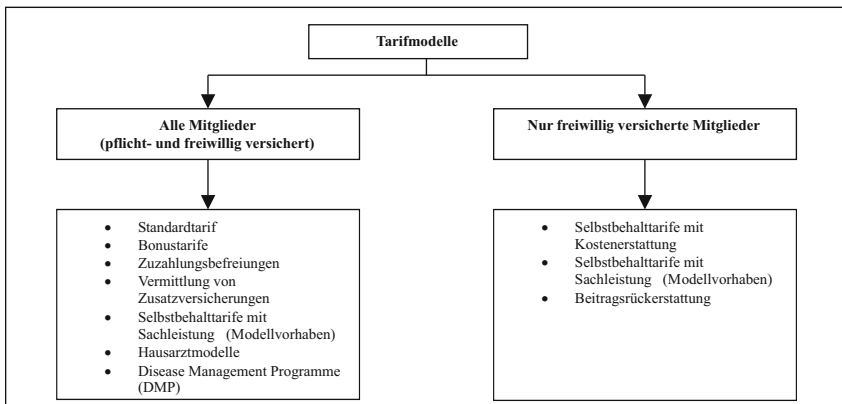 Tarifmodelle
Alle Mitglieder
(pflicht- und freiwillig versichert)
Nur freiwillig versicherte Mitglieder
• Standardtarif
• Bonustarife
• Zuzahlungsbefreiungen
• Vermittlung von
Zusatzversicherungen
• Selbstbehalttarife mit
Sachleistung (Modellvorhaben)
• Hausarztmodelle
• Disease Management Programme
(DMP)
• Selbstbehalttarife mit
Kostenerstattung
• Selbstbehalttarife mit
Sachleistung (Modellvorhaben)
• Beitragsrückerstattung